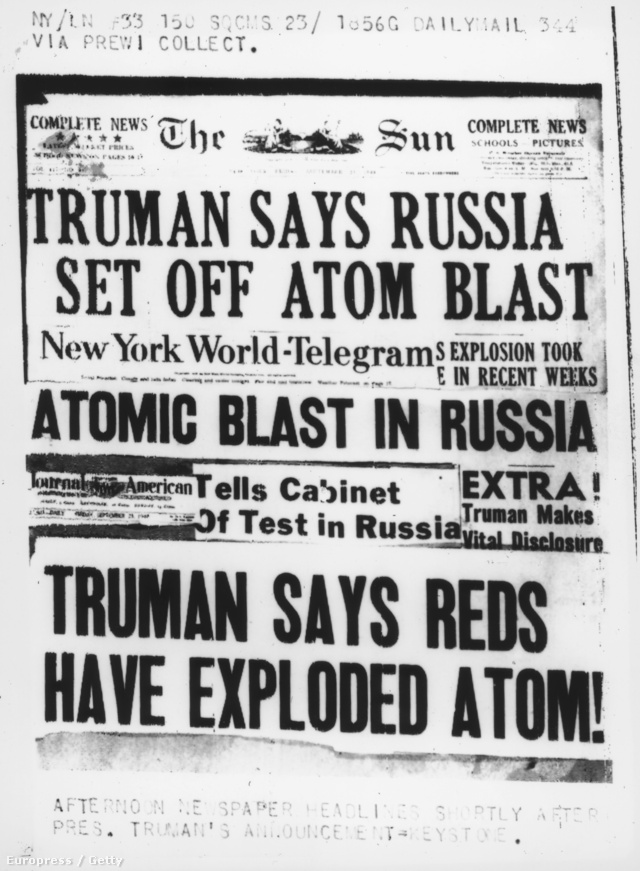 NY/LN 33 150 SQCMS 23/ 1856G DAILYMAIL 344
VIA PREWI COLLECT.
COMPLETE NEWS
The Sun
COMPLETE NEWS
SCHOOLS - PICTURES
TRUMAN SAYS RUSSIA
SET OFF ATOM BLAST
New York World-Telegram
S EXPLOSION TOOK
E IN RECENT WEEKS
ATOMIC BLAST IN RUSSIA
Journal American
Tells Cabinet
Of Test in Russia
EXTRA!
Truman Makes
Vital Disclosure
TRUMAN SAYS REDS
HAVE EXPLODED ATOM!
AFTERNOON NEWSPAPER HEADLINES SHORTLY AFTER
PRES. TRUMAN'S ANNOUNCEMENT=KEYSTONE.
Europress / Getty